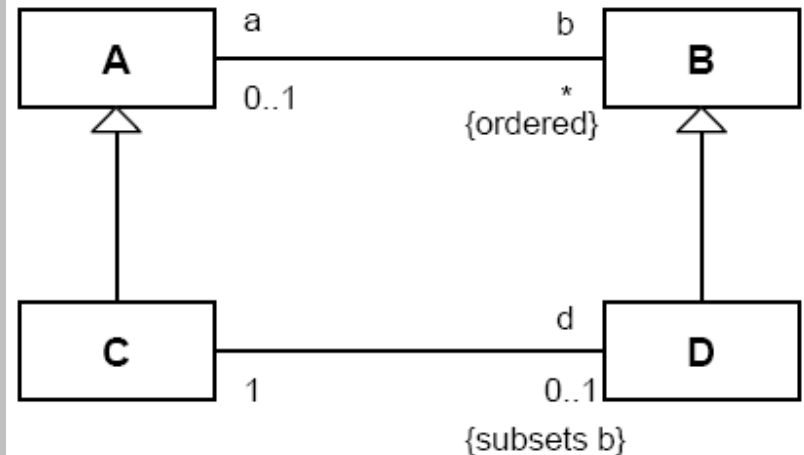 a b
A B
0..1 *
{ordered}
d
C D
1 0..1
{subsets b}